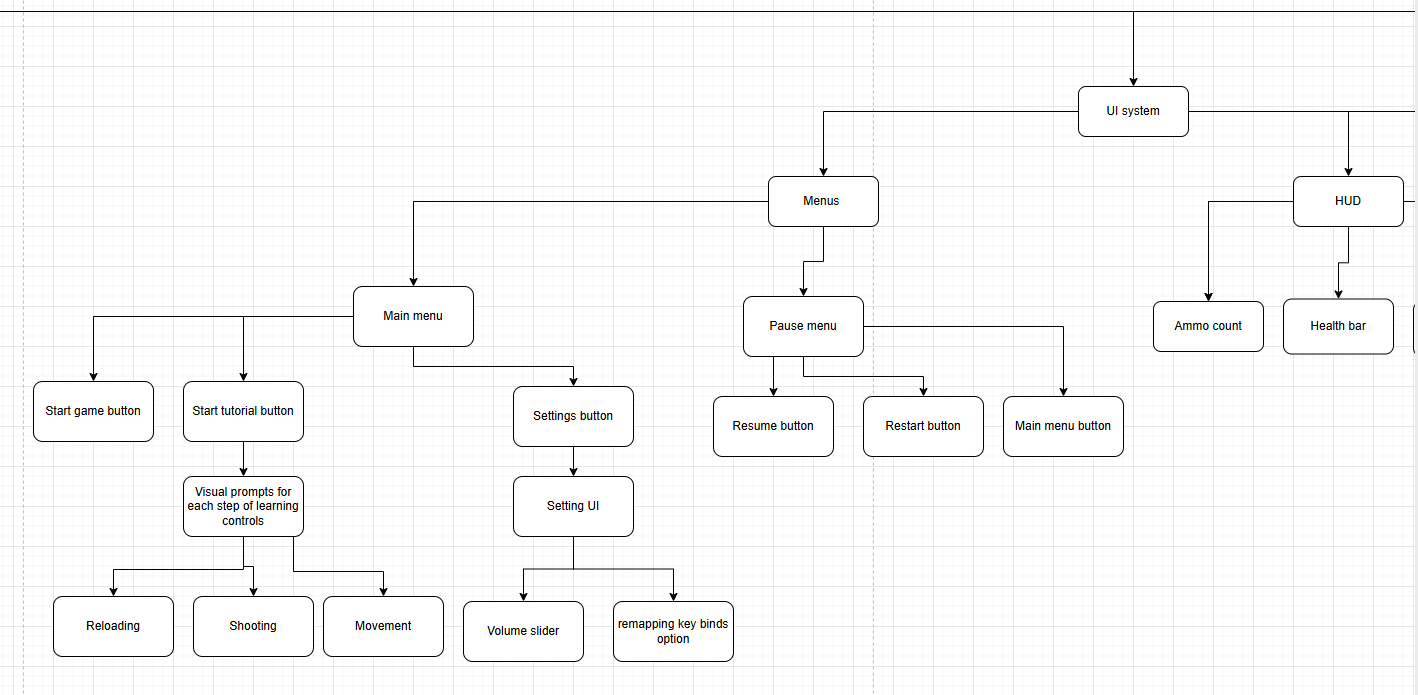 UI system
Menus
HUD
Main menu
Pause menu
Ammo count
Health bar
Start game button
Start tutorial button
Settings button
Resume button
Restart button
Main menu button
Visual prompts for
each step of learning
controls
Setting UI
Reloading
Shooting
Movement
Volume slider
remapping key binds
option